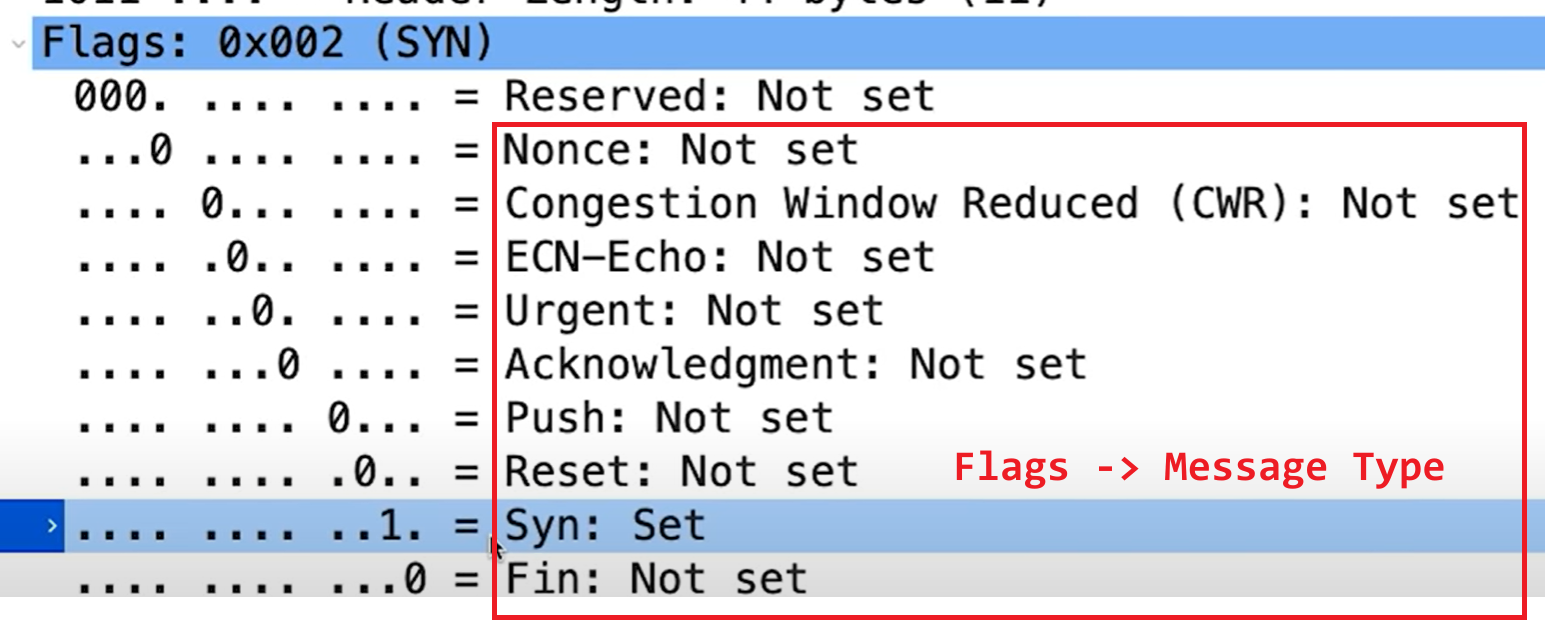 1011 .... = Header Length: 44 bytes (11)
Flags: 0x002 (SYN)
000. .... .... = Reserved: Not set
...0 .... .... = Nonce: Not set
.... 0... .... = Congestion Window Reduced (CWR): Not set
.... .0.. .... = ECN-Echo: Not set
.... ..0. .... = Urgent: Not set
.... ...0 .... = Acknowledgment: Not set
.... .... 0... = Push: Not set
.... .... .0.. = Reset: Not set
Flags -> Message Type
.... .... ..1. = Syn: Set
.... .... ...0 = Fin: Not set